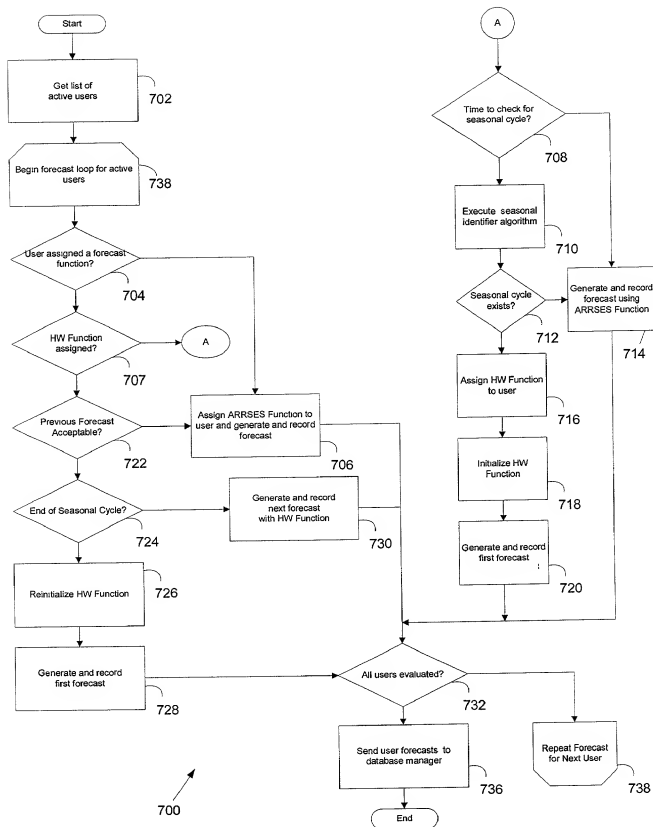 Start
Get list of
active users
702
Begin forecast loop for active
users
738
User assigned a forecast
function?
704
HW Function
assigned?
707
A
Previous Forecast
Acceptable?
722
Assign ARRSES Function to
user and generate and record
forecast
706
End of Seasonal Cycle?
724
Generate and record
next forecast
with HW Function
730
Reinitialize HW Function
726
Generate and record
first forecast
728
A
Time to check for
seasonal cycle?
708
Execute seasonal
identifier algorithm
710
Seasonal cycle
exists?
712
Generate and record
forecast using
ARRSES Function
714
Assign HW Function
to user
716
Initialize HW
Function
718
Generate and record
first forecast
720
All users evaluated?
732
Send user forecasts to
database manager
736
Repeat Forecast
for Next User
738
End
700